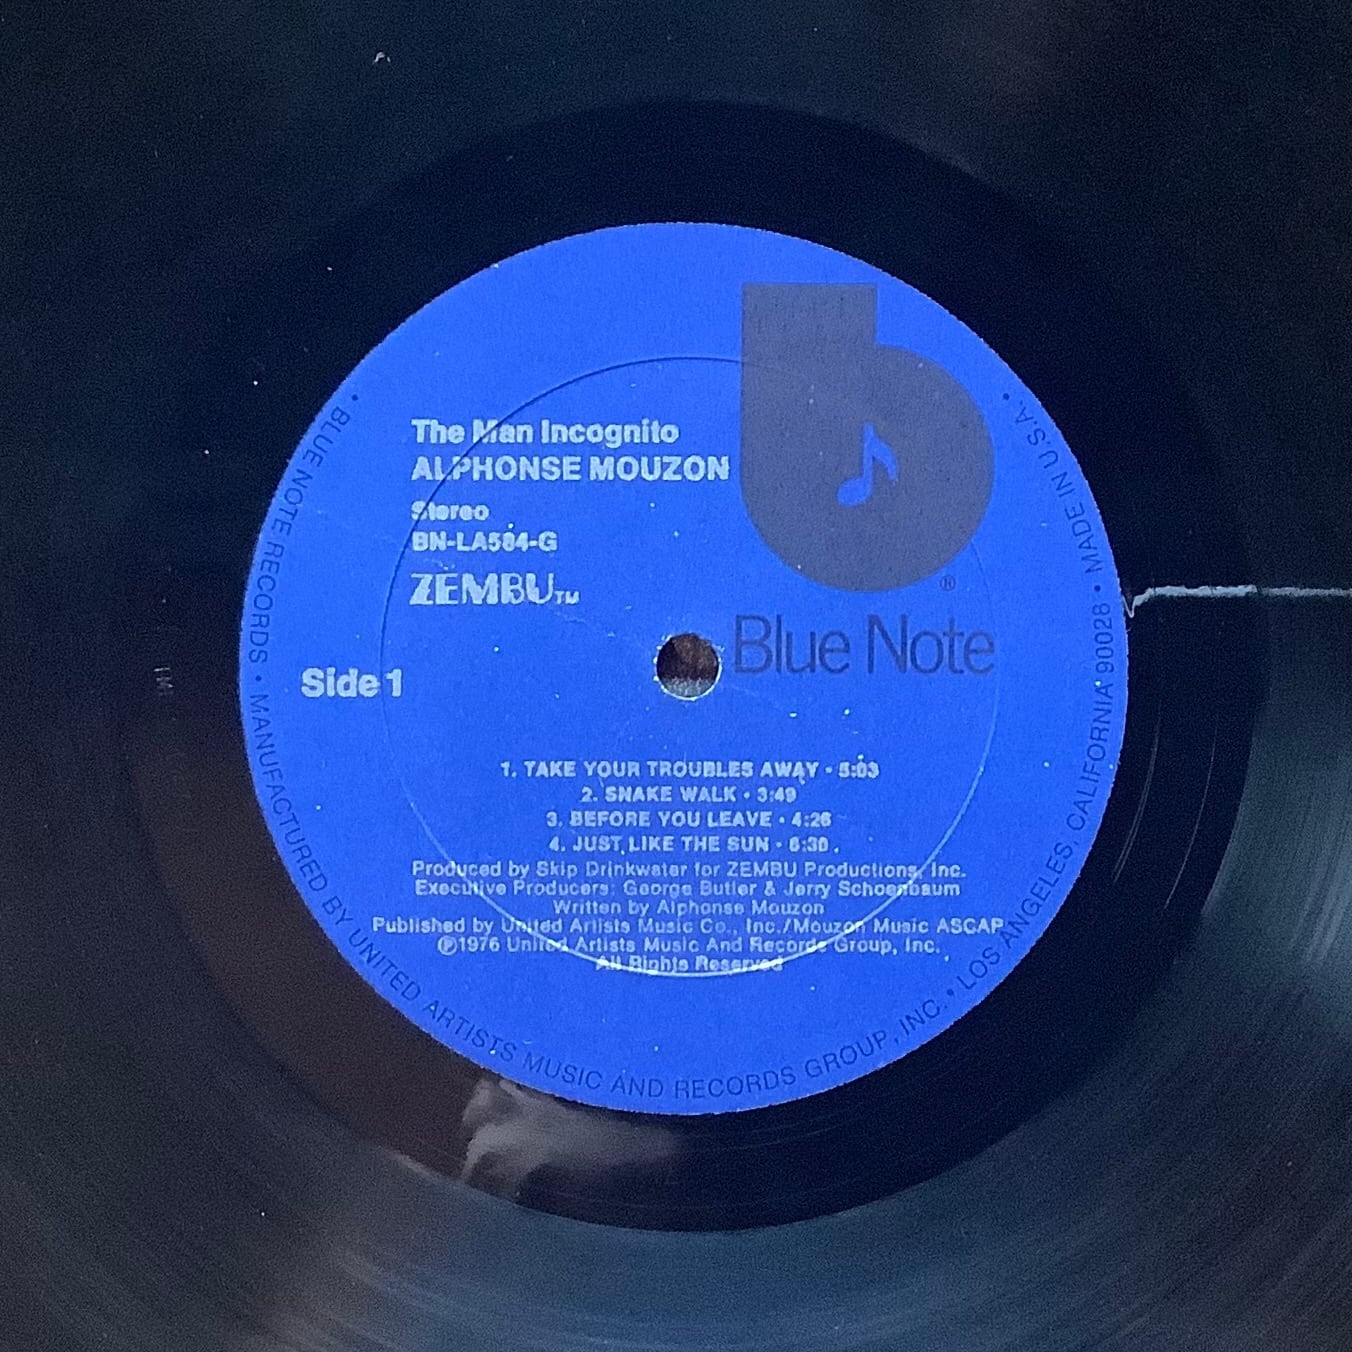 The Man Incognito
ALPHONSE MOUZON
Stereo
BN-LA584-G
ZEMBU™
Side 1
®
Blue Note
1. TAKE YOUR TROUBLES AWAY • 5:03
2. SNAKE WALK • 3:49
3. BEFORE YOU LEAVE • 4:26
4. JUST LIKE THE SUN • 6:30
Produced by Skip Drinkwater for ZEMBU Productions, Inc.
Executive Producers: George Butler & Jerry Schoenbaum
Written by Alphonse Mouzon
Published by United Artists Music Co., Inc./Mouzon Music ASCAP
℗1976 United Artists Music And Records Group, Inc.
All Rights Reserved
• BLUE NOTE RECORDS • MANUFACTURED BY UNITED ARTISTS MUSIC AND RECORDS GROUP, INC. • LOS ANGELES, CALIFORNIA 90028 • MADE IN U.S.A. •